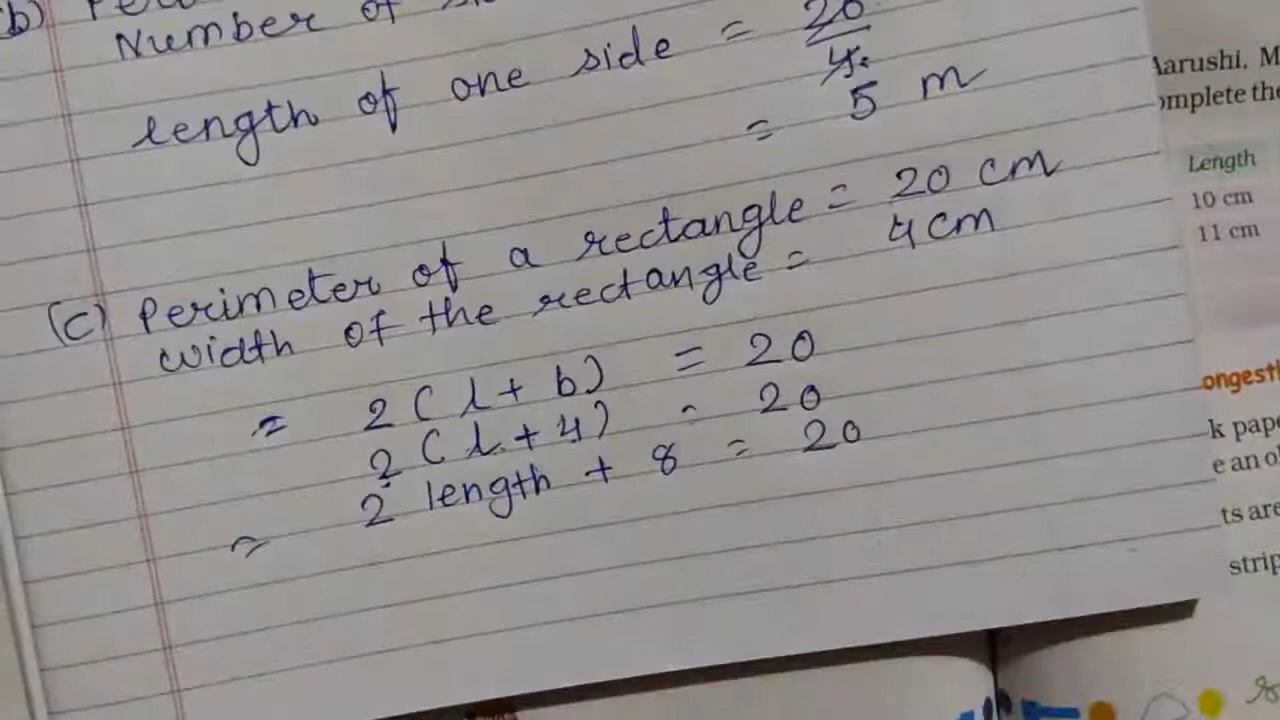 b)
Number of
length of one side = 20
4.
= 5 m
(c) Perimeter of a rectangle = 20 cm
width of the rectangle = 4 cm
= 2 ( l + b ) = 20
2 ( l + 4 ) = 20
2 length + 8 = 20
=
Aarushi, M
omplete the
Length
10 cm
11 cm
ongest
k pap
e an o
ts are
strip